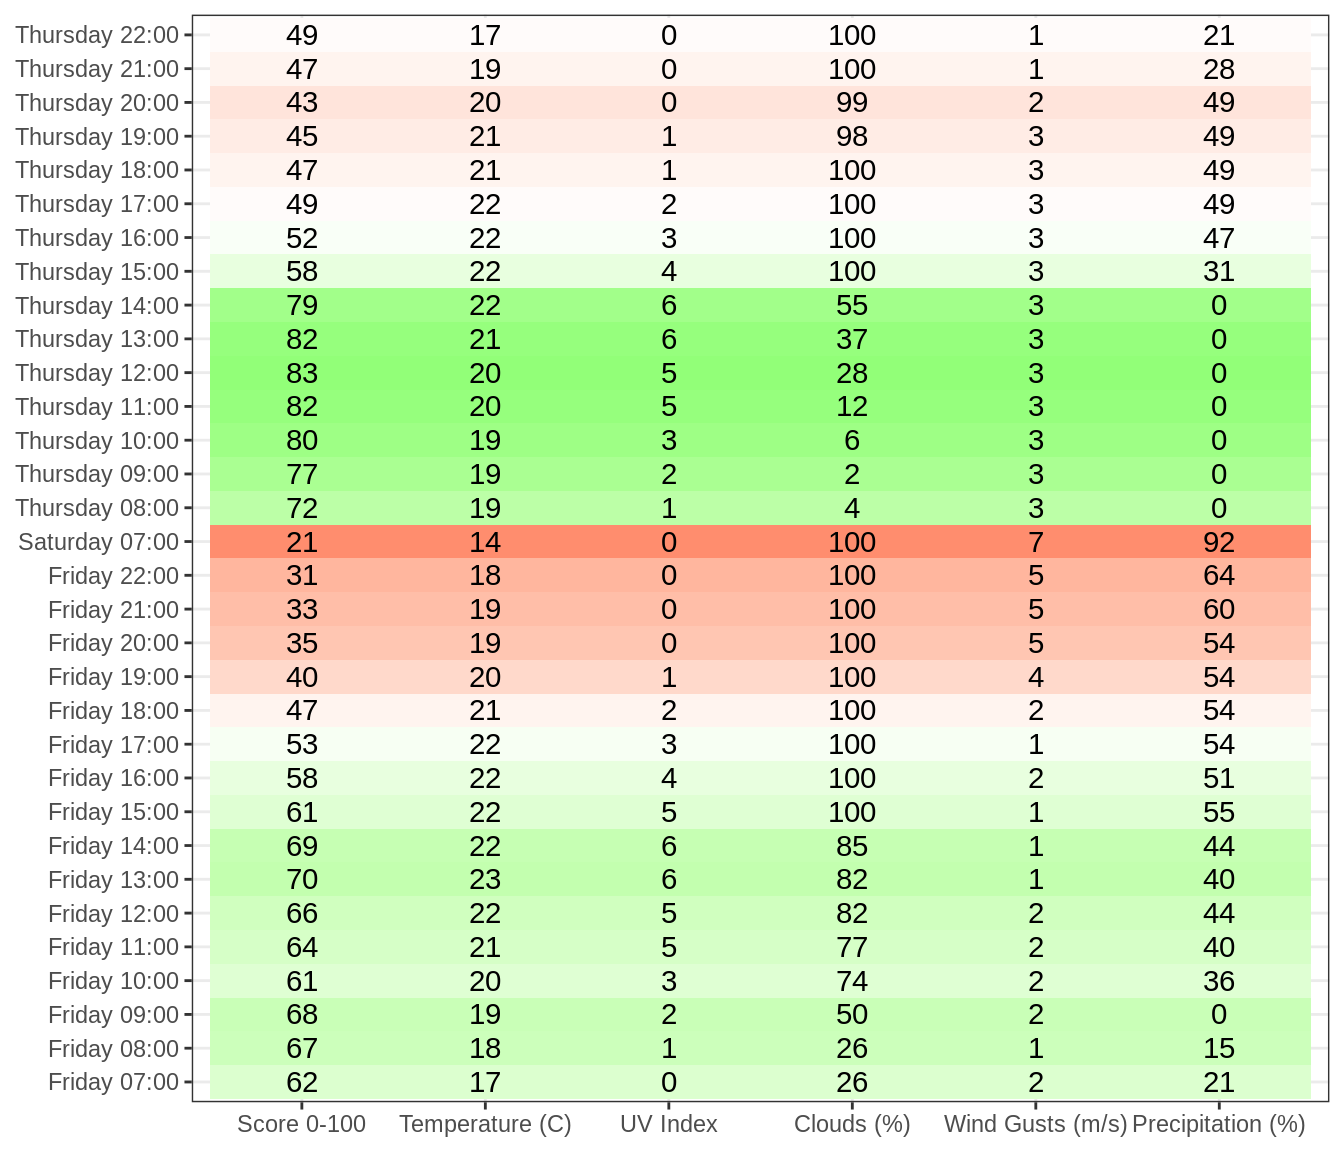 Thursday 22:00 49 17 0 100 1 21
Thursday 21:00 47 19 0 100 1 28
Thursday 20:00 43 20 0 99 2 49
Thursday 19:00 45 21 1 98 3 49
Thursday 18:00 47 21 1 100 3 49
Thursday 17:00 49 22 2 100 3 49
Thursday 16:00 52 22 3 100 3 47
Thursday 15:00 58 22 4 100 3 31
Thursday 14:00 79 22 6 55 3 0
Thursday 13:00 82 21 6 37 3 0
Thursday 12:00 83 20 5 28 3 0
Thursday 11:00 82 20 5 12 3 0
Thursday 10:00 80 19 3 6 3 0
Thursday 09:00 77 19 2 2 3 0
Thursday 08:00 72 19 1 4 3 0
Saturday 07:00 21 14 0 100 7 92
Friday 22:00 31 18 0 100 5 64
Friday 21:00 33 19 0 100 5 60
Friday 20:00 35 19 0 100 5 54
Friday 19:00 40 20 1 100 4 54
Friday 18:00 47 21 2 100 2 54
Friday 17:00 53 22 3 100 1 54
Friday 16:00 58 22 4 100 2 51
Friday 15:00 61 22 5 100 1 55
Friday 14:00 69 22 6 85 1 44
Friday 13:00 70 23 6 82 1 40
Friday 12:00 66 22 5 82 2 44
Friday 11:00 64 21 5 77 2 40
Friday 10:00 61 20 3 74 2 36
Friday 09:00 68 19 2 50 2 0
Friday 08:00 67 18 1 26 1 15
Friday 07:00 62 17 0 26 2 21
Score 0-100 Temperature (C) UV Index Clouds (%) Wind Gusts (m/s) Precipitation (%)